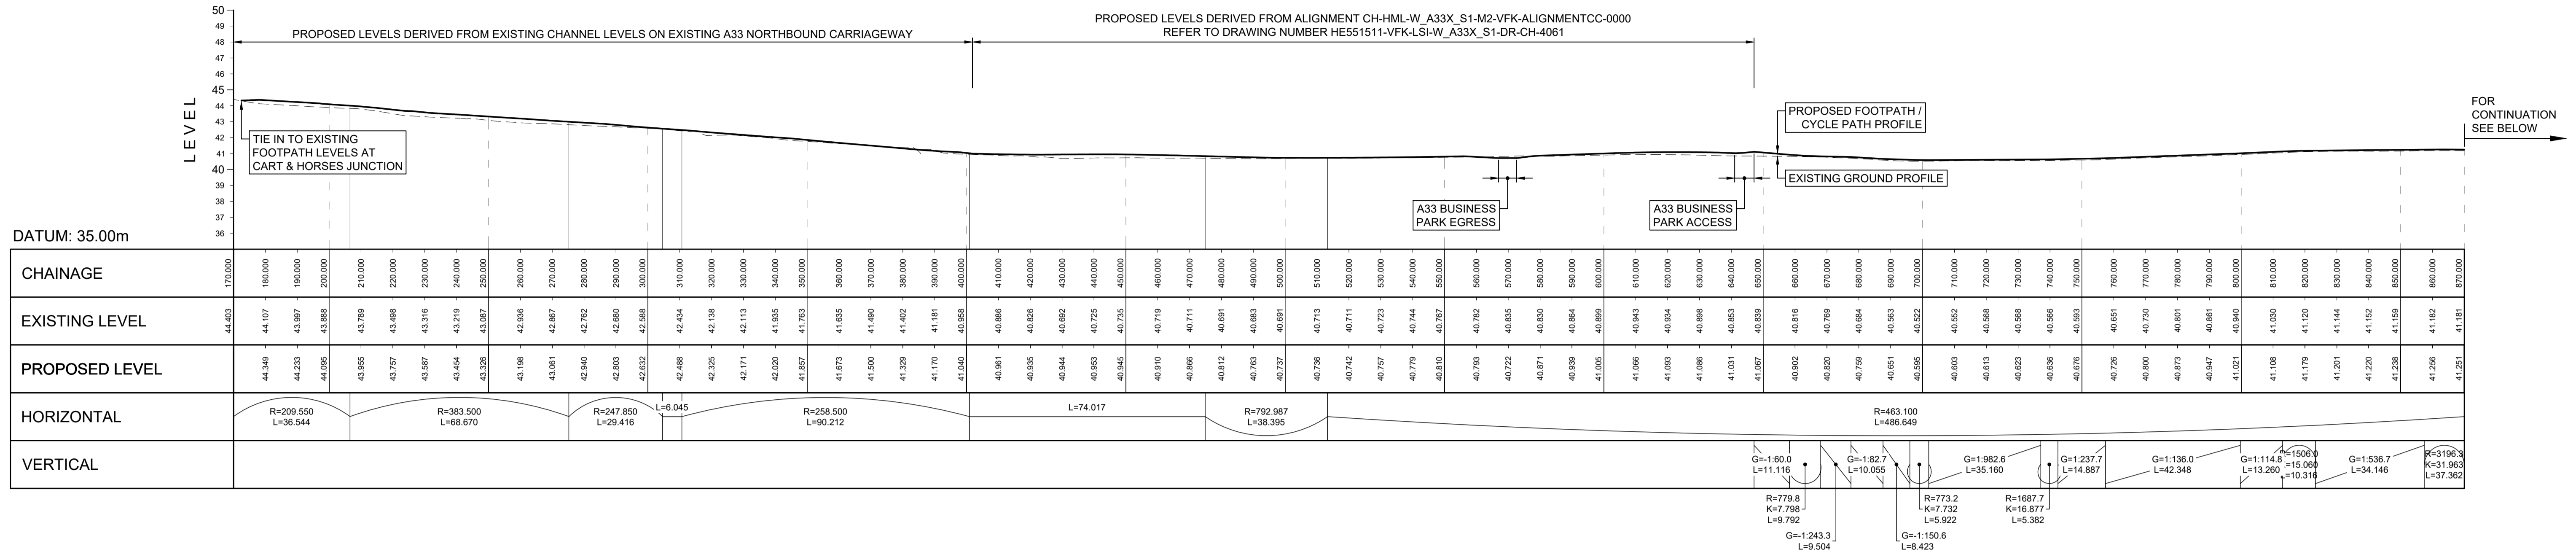 PROPOSED LEVELS DERIVED FROM EXISTING CHANNEL LEVELS ON EXISTING A33 NORTHBOUND CARRIAGEWAY
PROPOSED LEVELS DERIVED FROM ALIGNMENT CH-HML-W_A33X_S1-M2-VFK-ALIGNMENTCC-0000
REFER TO DRAWING NUMBER HE551511-VFK-LSI-W_A33X_S1-DR-CH-4061
LEVEL
50
49
48
47
46
45
44
43
42
41
40
39
38
37
36
TIE IN TO EXISTING
FOOTPATH LEVELS AT
CART & HORSES JUNCTION
A33 BUSINESS
PARK EGRESS
A33 BUSINESS
PARK ACCESS
PROPOSED FOOTPATH /
CYCLE PATH PROFILE
EXISTING GROUND PROFILE
FOR
CONTINUATION
SEE BELOW
DATUM: 35.00m
CHAINAGE
170.000 180.000 190.000 200.000 210.000 220.000 230.000 240.000 250.000 260.000 270.000 280.000 290.000 300.000 310.000 320.000 330.000 340.000 350.000 360.000 370.000 380.000 390.000 400.000 410.000 420.000 430.000 440.000 450.000 460.000 470.000 480.000 490.000 500.000 510.000 520.000 530.000 540.000 550.000 560.000 570.000 580.000 590.000 600.000 610.000 620.000 630.000 640.000 650.000 660.000 670.000 680.000 690.000 700.000 710.000 720.000 730.000 740.000 750.000 760.000 770.000 780.000 790.000 800.000 810.000 820.000 830.000 840.000 850.000 860.000 870.000
EXISTING LEVEL
44.403 44.107 43.997 43.888 43.789 43.498 43.316 43.219 43.087 42.936 42.867 42.762 42.680 42.588 42.434 42.138 42.113 41.935 41.763 41.635 41.490 41.402 41.181 40.958 40.886 40.826 40.692 40.725 40.735 40.719 40.711 40.691 40.683 40.691 40.713 40.711 40.723 40.744 40.767 40.782 40.835 40.830 40.864 40.899 40.943 40.934 40.898 40.853 40.839 40.816 40.769 40.684 40.563 40.522 40.552 40.568 40.568 40.566 40.593 40.651 40.730 40.801 40.861 40.940 41.030 41.120 41.144 41.152 41.159 41.182 41.181
PROPOSED LEVEL
44.349 44.233 44.095 43.955 43.757 43.587 43.454 43.326 43.198 43.061 42.940 42.803 42.632 42.488 42.325 42.171 42.020 41.857 41.673 41.500 41.329 41.170 41.040 40.961 40.935 40.944 40.953 40.945 40.910 40.866 40.812 40.763 40.737 40.736 40.742 40.757 40.779 40.810 40.793 40.722 40.871 40.939 41.005 41.066 41.093 41.086 41.031 41.067 40.902 40.820 40.759 40.651 40.595 40.603 40.613 40.623 40.636 40.676 40.726 40.800 40.873 40.947 41.021 41.108 41.179 41.201 41.220 41.238 41.256 41.251
HORIZONTAL
R=209.550
L=36.544
R=383.500
L=68.670
R=247.850
L=29.416
L=6.045
R=258.500
L=90.212
L=74.017
R=792.987
L=38.395
R=463.100
L=486.649
VERTICAL
G=-1:60.0
L=11.116
R=779.8
K=7.798
L=9.792
G=-1:243.3
L=9.504
G=-1:82.7
L=10.055
G=-1:150.6
L=8.423
R=773.2
K=7.732
L=5.922
G=1:982.6
L=35.160
R=1687.7
K=16.877
L=5.382
G=1:237.7
L=14.887
G=1:136.0
L=42.348
G=1:114.8
L=13.260
=1506.0
=15.060
=10.316
G=1:536.7
L=34.146
R=3196.3
K=31.963
L=37.362